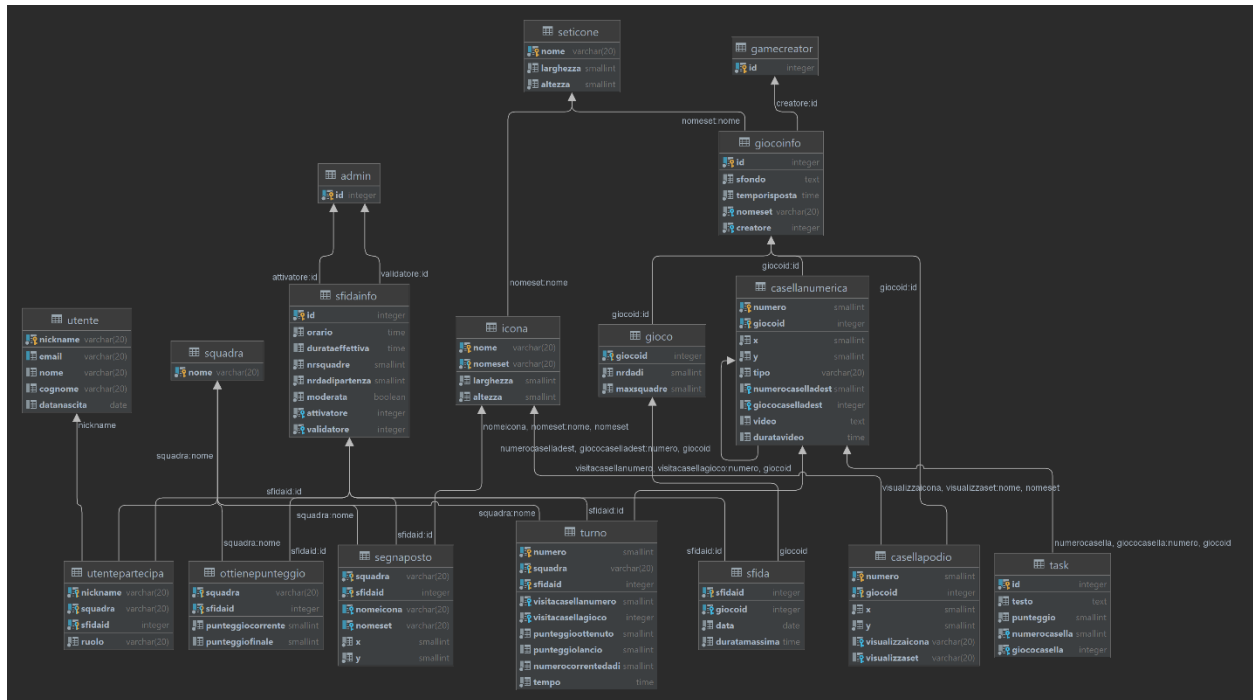 seticone
nome varchar(20)
larghezza smallint
altezza smallint
gamecreator
id integer
creatore:id
nomeset:nome
giocoinfo
id integer
sfondo text
temporisposta time
nomeset varchar(20)
creatore integer
admin
id integer
attivatore:id
validatore:id
nomeset:nome
giocoid:id
giocoid:id
giocoid:id
sfidainfo
id integer
orario time
durataeffettiva time
nrsquadre smallint
nrdadipartenza smallint
moderata boolean
attivatore integer
validatore integer
casellanumerica
numero smallint
giocoid integer
x smallint
y smallint
tipo varchar(20)
numerocaselladest smallint
giococaselladest integer
video text
duratavideo time
utente
nickname varchar(20)
email varchar(20)
nome varchar(20)
cognome varchar(20)
datanascita date
squadra
nome varchar(20)
icona
nome varchar(20)
nomeset varchar(20)
larghezza smallint
altezza smallint
gioco
giocoid integer
nrdadi smallint
maxsquadre smallint
nickname
nomeicona, nomeset:nome, nomeset
numerocaselladest, giococaselladest:numero, giocoid
squadra:nome
visitacasellanumero, visitacasellagioco:numero, giocoid
sfidaid:id
visualizzaicona, visualizzaset:nome, nomeset
squadra:nome
squadra:nome
sfidaid:id
squadra:nome
sfidaid:id
sfidaid:id
sfidaid:id
giocoid
numerocasella, giococasella:numero, giocoid
utentepartecipa
nickname varchar(20)
squadra varchar(20)
sfidaid integer
ruolo varchar(20)
ottienepunteggio
squadra varchar(20)
sfidaid integer
punteggiocorrente smallint
punteggiofinale smallint
segnaposto
squadra varchar(20)
sfidaid integer
nomeicona varchar(20)
nomeset varchar(20)
x smallint
y smallint
turno
numero smallint
squadra varchar(20)
sfidaid integer
visitacasellanumero smallint
visitacasellagioco integer
punteggioottenuto smallint
punteggiolancio smallint
numerocorrentedadi smallint
tempo time
sfida
sfidaid integer
giocoid integer
data date
duratamassima time
casellapodio
numero smallint
giocoid integer
x smallint
y smallint
visualizzaicona varchar(20)
visualizzaset varchar(20)
task
id integer
testo text
punteggio smallint
numerocasella smallint
giococasella integer